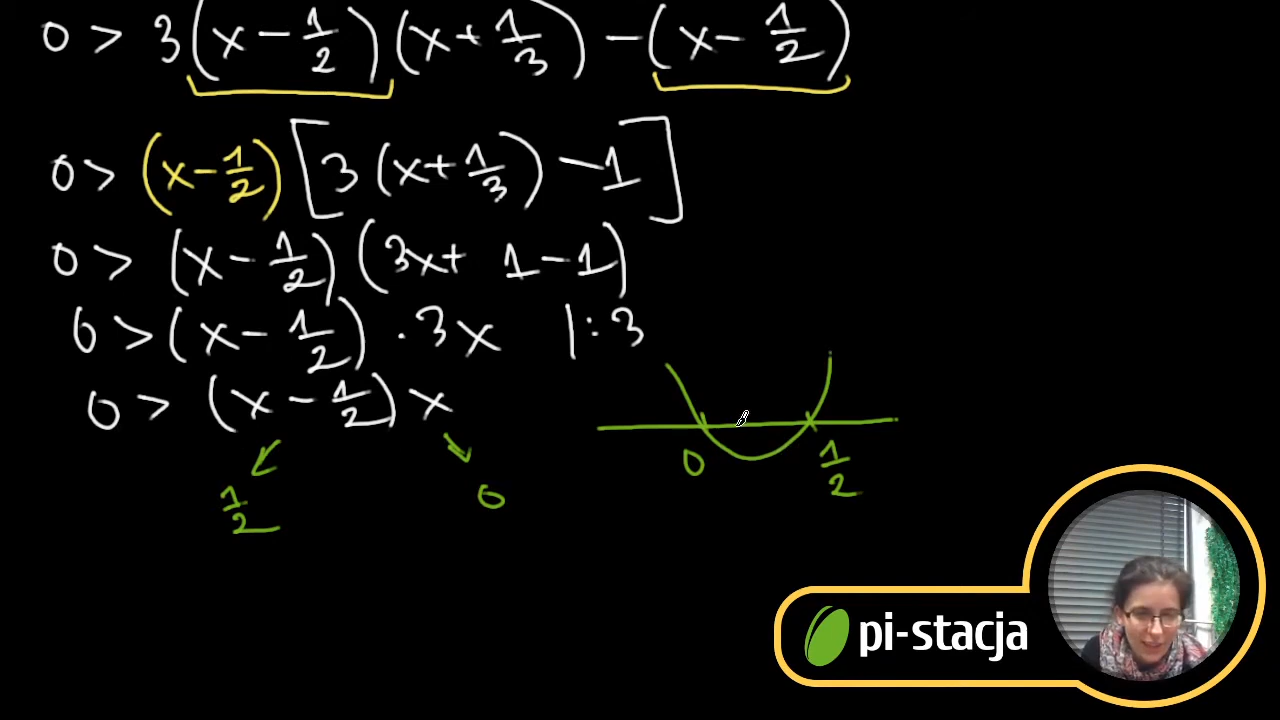 0 > 3(x - 1/2)(x + 1/3) - (x - 1/2)
0 > (x - 1/2)[3(x + 1/3) - 1]
0 > (x - 1/2)(3x + 1 - 1)
0 > (x - 1/2) · 3x |:3
0 > (x - 1/2)x
0 1/2
1/2 0
pi-stacja